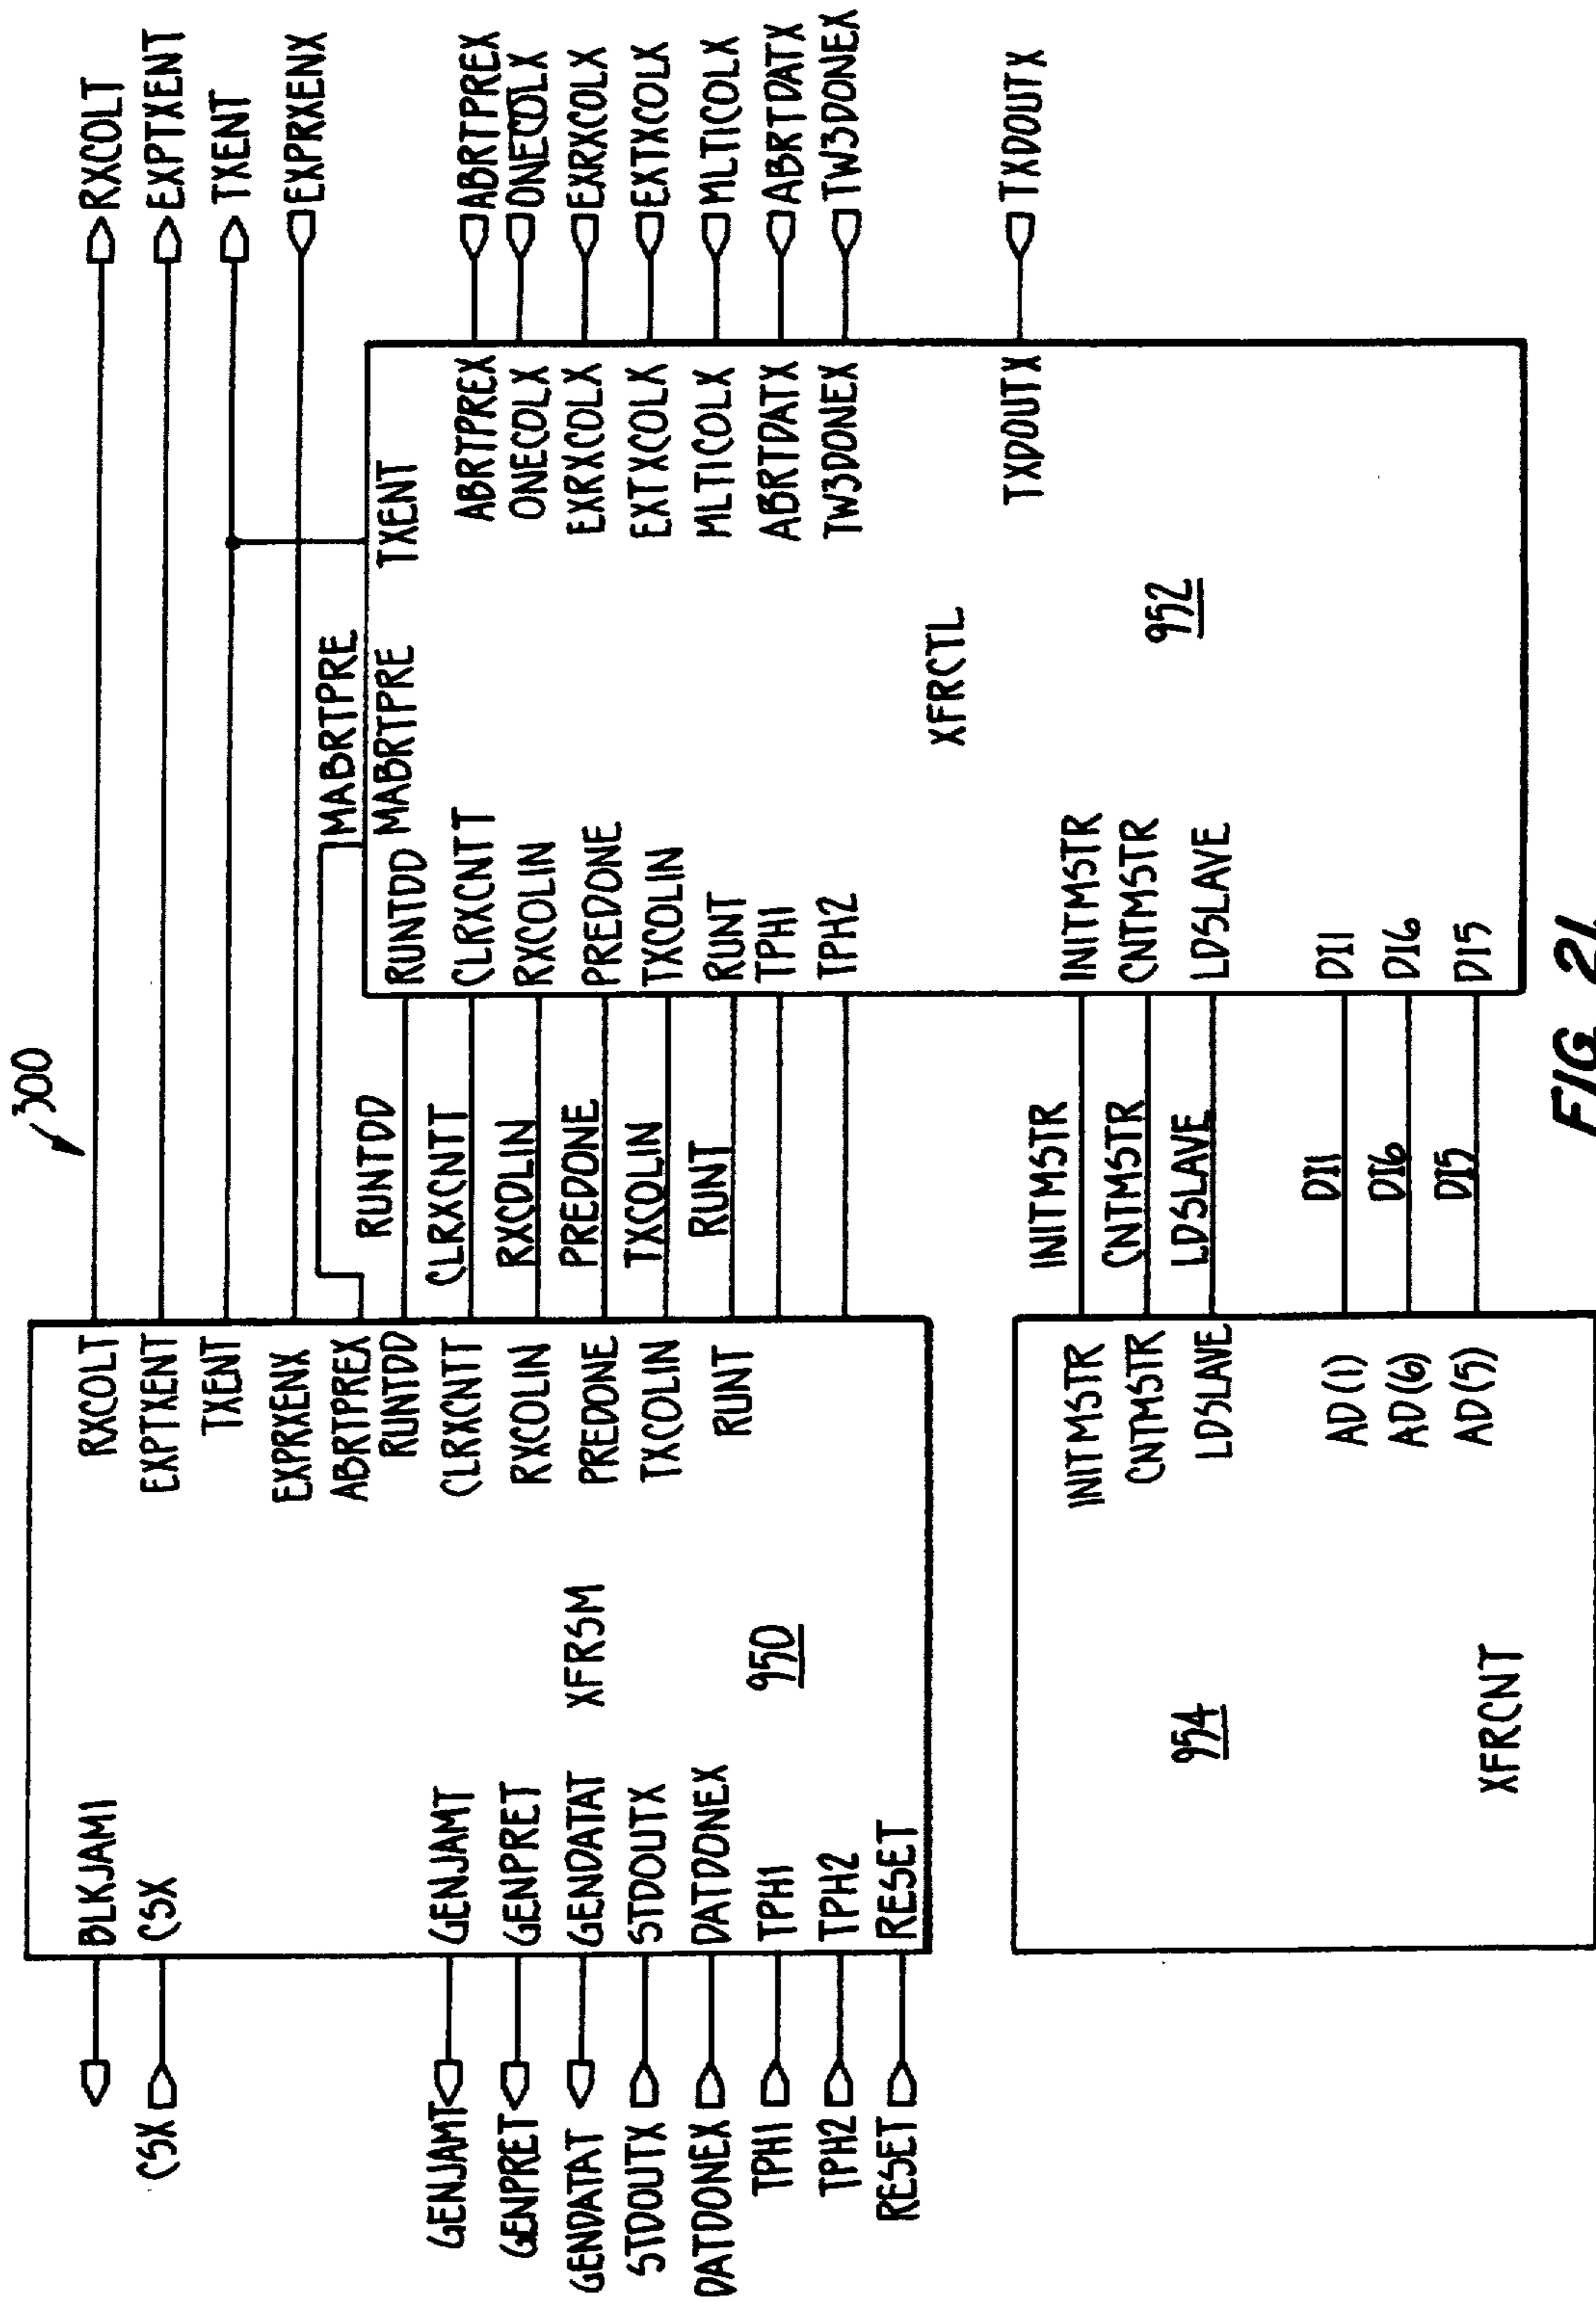 300
BLKJAM1
CSX
CSX
GENJAMT
GENJAMT
GENPRET
GENPRET
GENDATAT
GENDATAT
STDOUTX
STDOUTX
DATDONEX
DATDONEX
TPH1
TPH1
TPH2
TPH2
RESET
RESET
XFRSM
950
RXCOLT
EXPTXENT
TXENT
EXPRXENX
ABRTPREX
RUNTDD
CLRXCNTT
RXCOLIN
PREDONE
TXCOLIN
RUNT
RXCOLT
EXPTXENT
TXENT
EXPRXENX
MABRTPRE
RUNTDD
CLRXCNTT
RXCOLIN
PREDONE
TXCOLIN
RUNT
MABRTPRE
TXENT
RUNTDD
CLRXCNTT
RXCOLIN
PREDONE
TXCOLIN
RUNT
TPH1
TPH2
INITMSTR
CNTMSTR
LDSLAVE
DI1
DI6
DI5
XFRCTL
952
ABRTPREX
ONECOLX
EXRXCOLX
EXTXCOLX
MLTICOLX
ABRTDATX
TW3DONEX
TXDOUTX
ABRTPREX
ONECOLX
EXRXCOLX
EXTXCOLX
MLTICOLX
ABRTDATX
TW3DONEX
TXDOUTX
954
XFRCNT
INITMSTR
CNTMSTR
LDSLAVE
AD(1)
AD(6)
AD(5)
INITMSTR
CNTMSTR
LDSLAVE
DI1
DI6
DI5
FIG 21